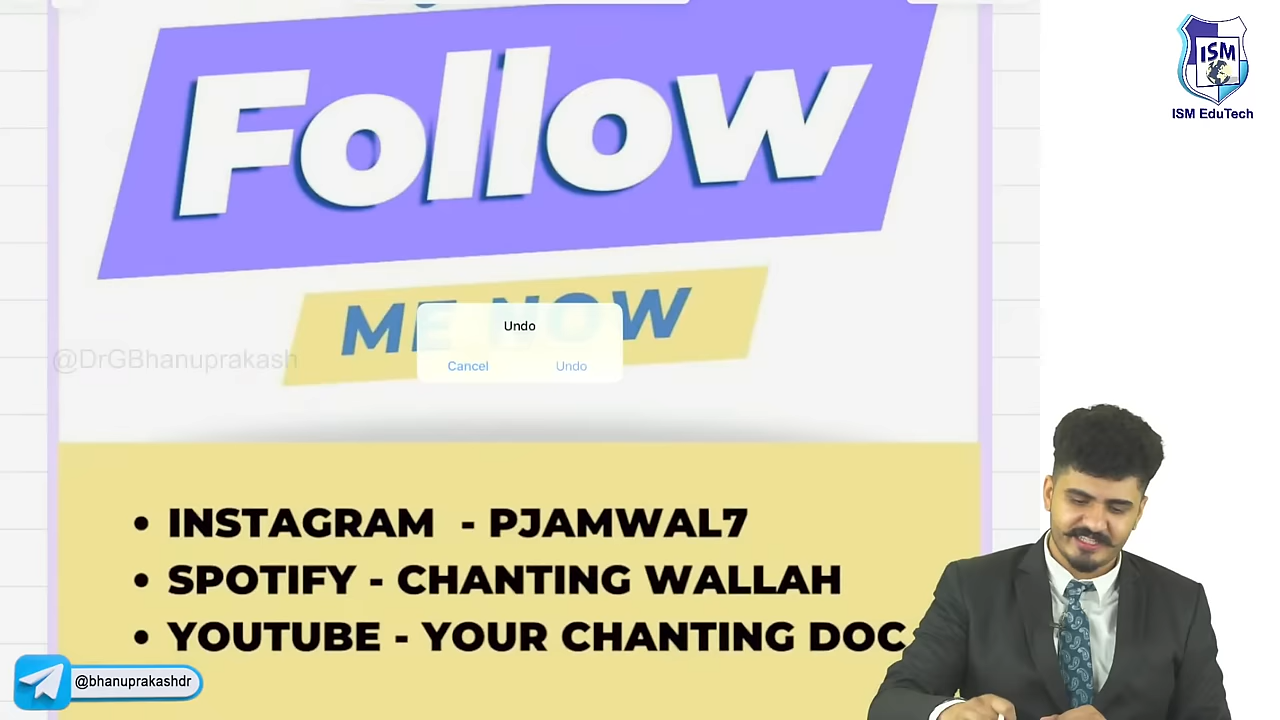 ISM
ISM EduTech
Follow
ME NOW
Undo
Cancel Undo
@DrGBhanuprakash
• INSTAGRAM - PJAMWAL7
• SPOTIFY - CHANTING WALLAH
• YOUTUBE - YOUR CHANTING DOC
@bhanuprakashdr